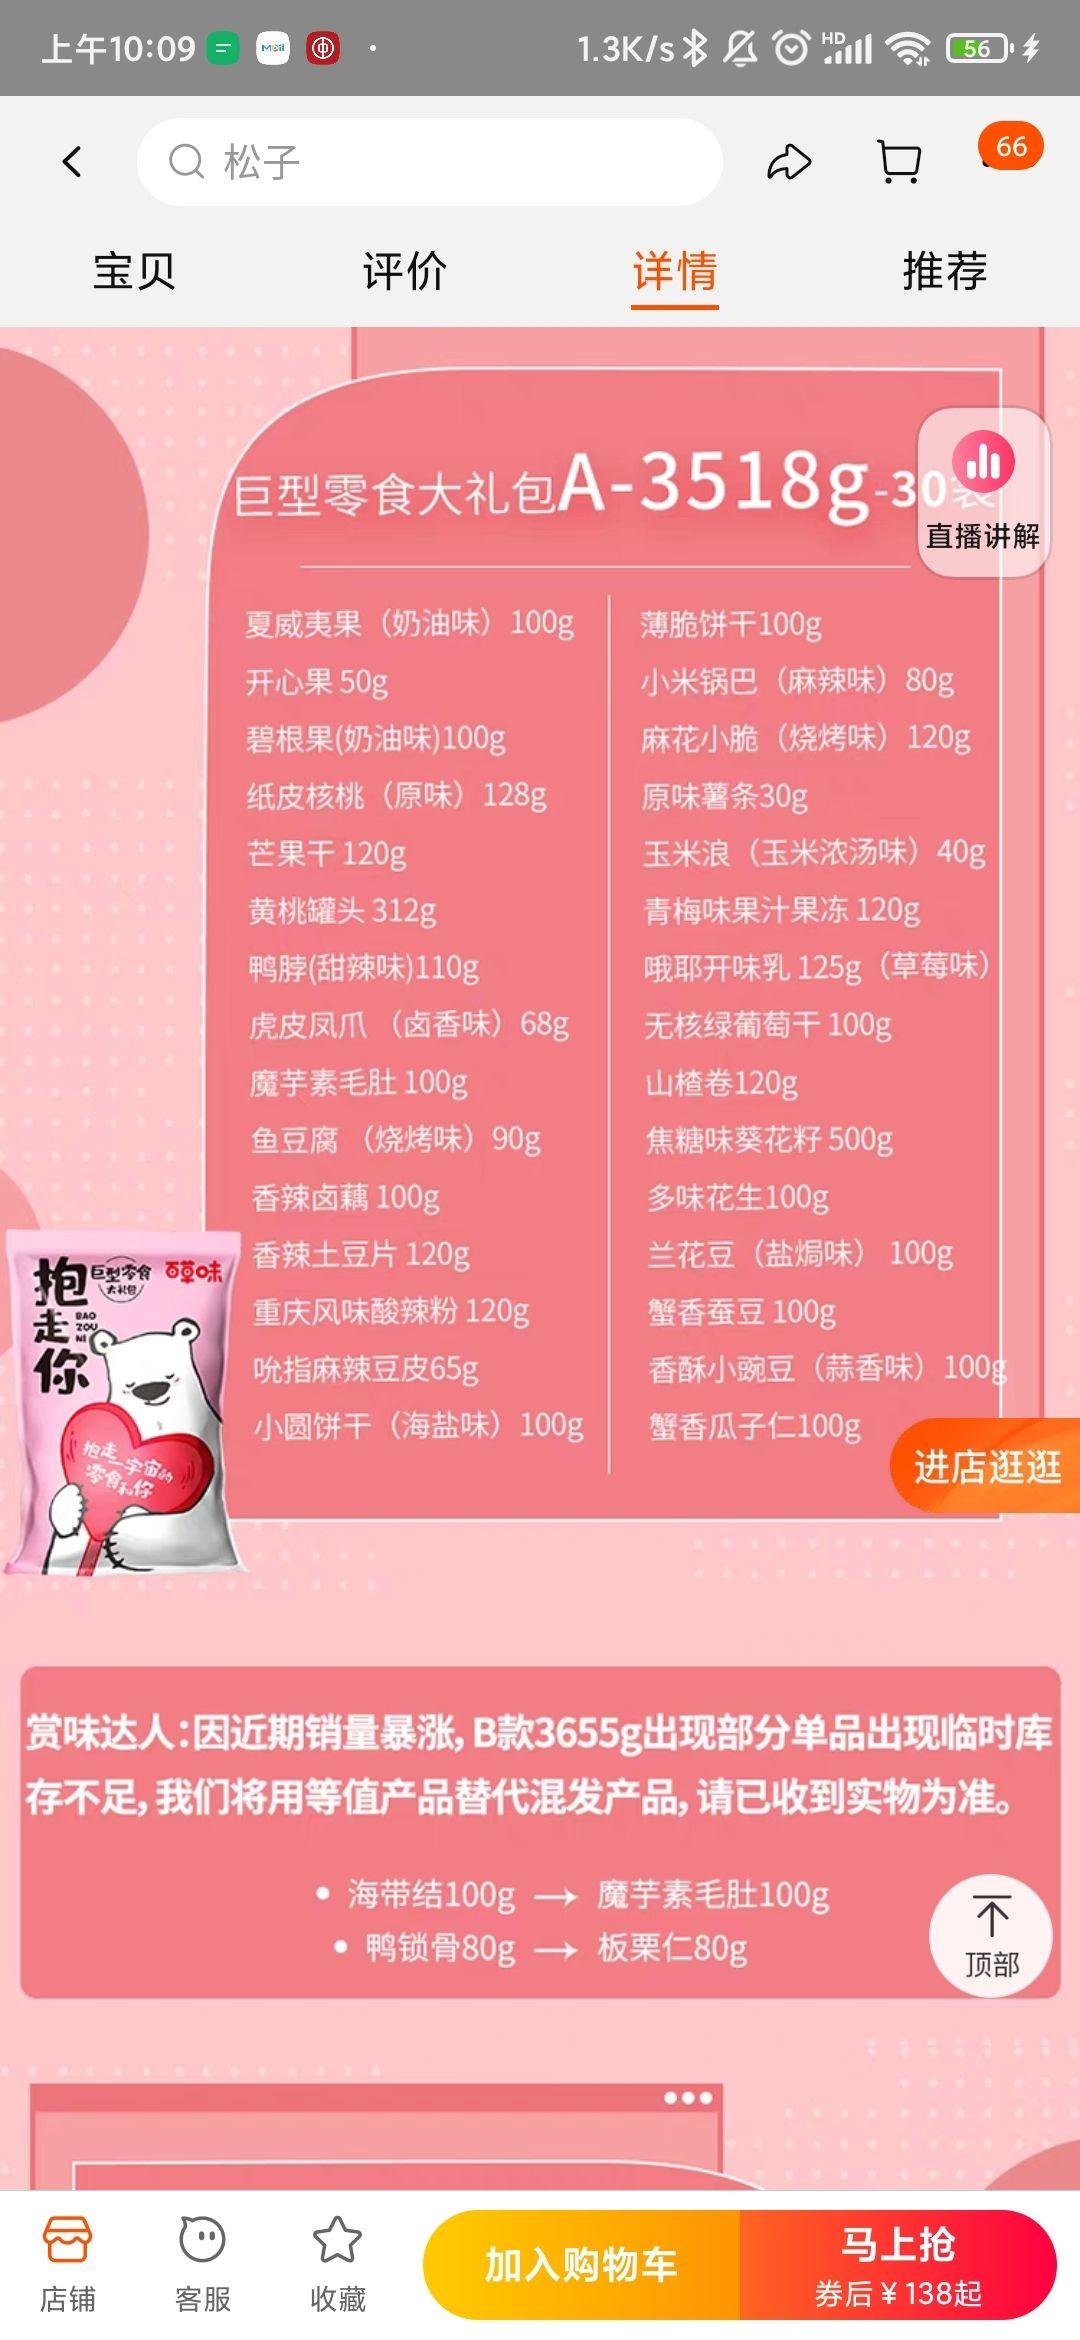 上午10:09
1.3K/s
HD
56
松子
66
宝贝
评价
详情
推荐
巨型零食大礼包A-3518g-30袋
直播讲解
夏威夷果（奶油味）100g
开心果 50g
碧根果(奶油味)100g
纸皮核桃（原味）128g
芒果干 120g
黄桃罐头 312g
鸭脖(甜辣味)110g
虎皮凤爪 （卤香味）68g
魔芋素毛肚 100g
鱼豆腐 （烧烤味）90g
香辣卤藕 100g
香辣土豆片 120g
重庆风味酸辣粉 120g
吮指麻辣豆皮65g
小圆饼干（海盐味）100g
薄脆饼干100g
小米锅巴（麻辣味）80g
麻花小脆（烧烤味）120g
原味薯条30g
玉米浪（玉米浓汤味）40g
青梅味果汁果冻 120g
哦耶开味乳 125g（草莓味）
无核绿葡萄干 100g
山楂卷120g
焦糖味葵花籽 500g
多味花生100g
兰花豆（盐焗味） 100g
蟹香蚕豆 100g
香酥小豌豆（蒜香味）100g
蟹香瓜子仁100g
抱走你
BAO
ZOU
NI
巨型零食
大礼包
百草味
抱走一宇宙的
零食和你
进店逛逛
赏味达人:因近期销量暴涨, B款3655g出现部分单品出现临时库
存不足, 我们将用等值产品替代混发产品, 请已收到实物为准。
• 海带结100g → 魔芋素毛肚100g
• 鸭锁骨80g → 板栗仁80g
顶部
店铺
客服
收藏
加入购物车
马上抢
券后￥138起